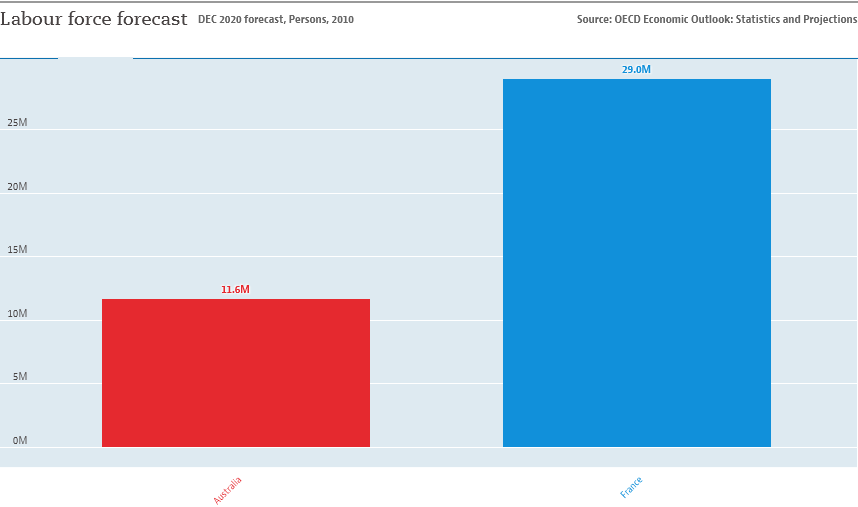 Labour force forecast DEC 2020 forecast, Persons, 2010 Source: OECD Economic Outlook: Statistics and Projections
29.0M
25M
20M
15M
11.6M
10M
5M
0M
Australia France